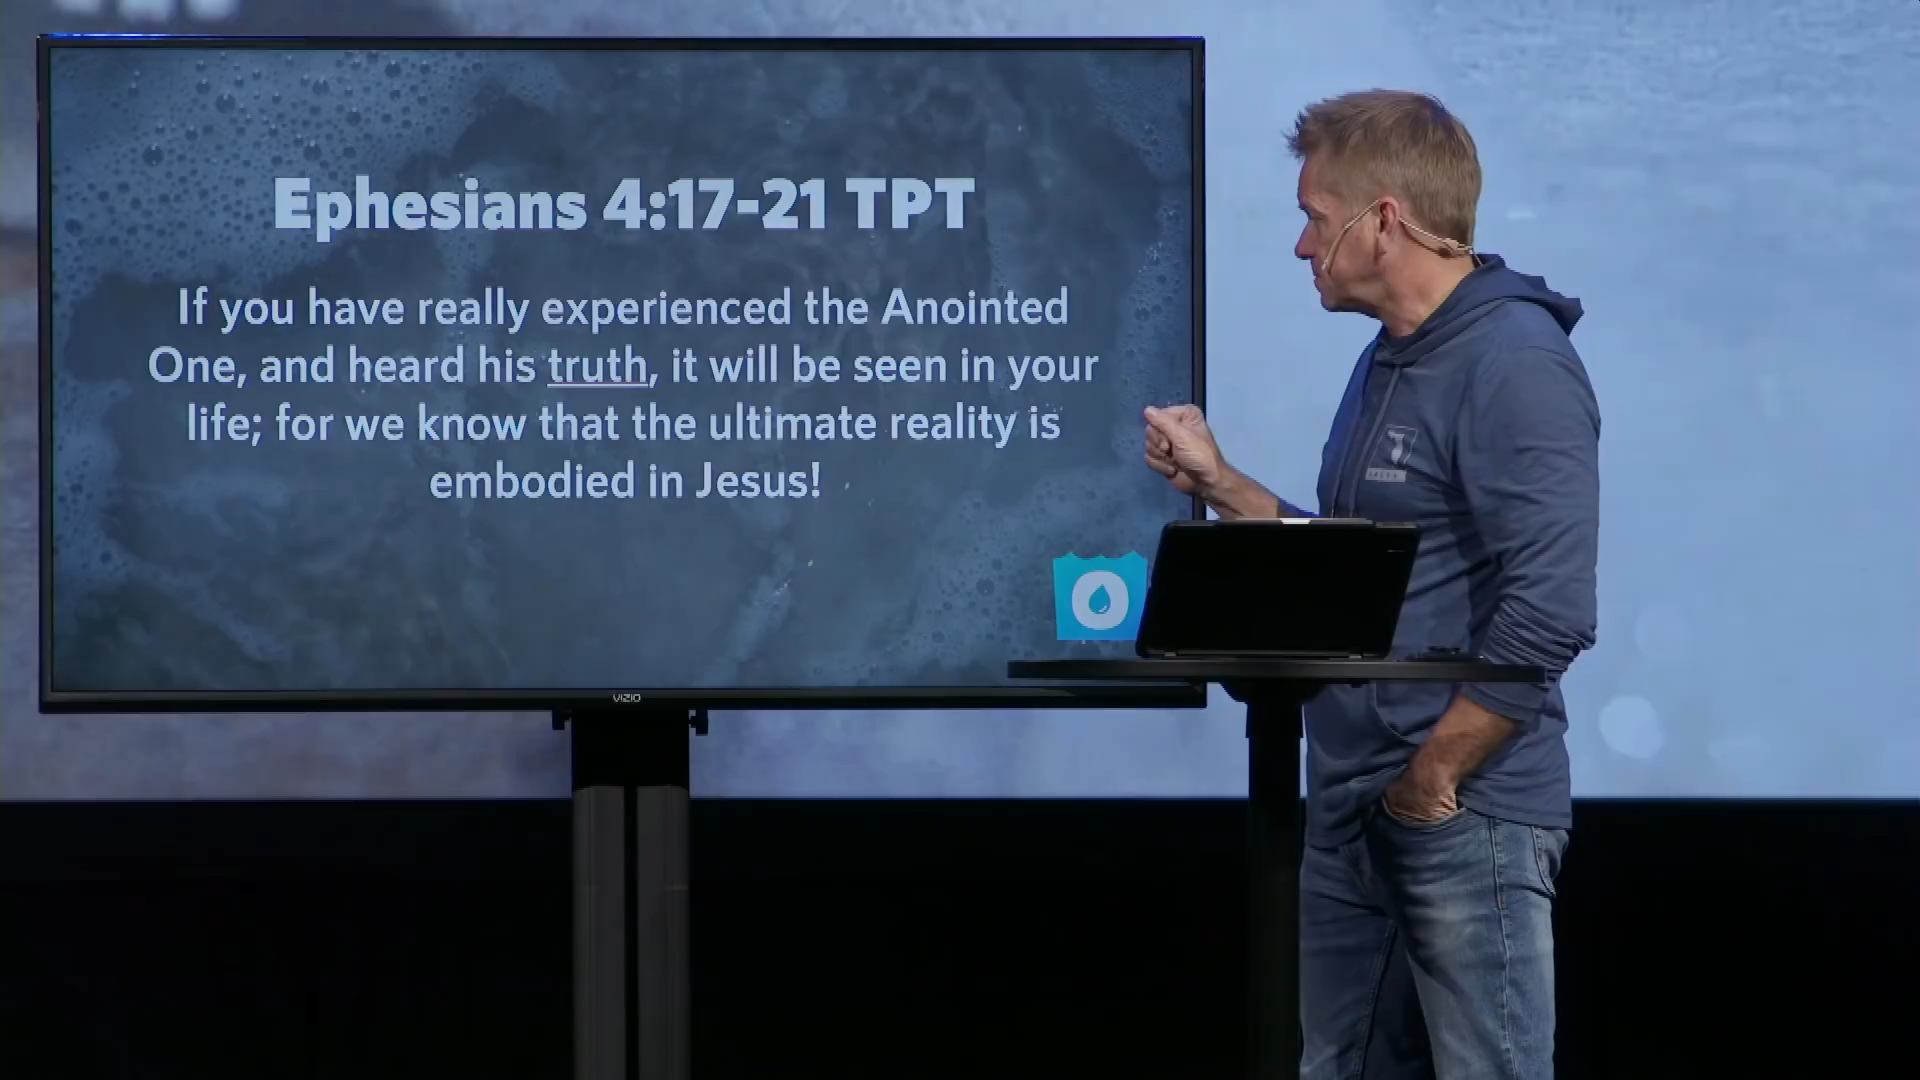 Ephesians 4:17-21 TPT
If you have really experienced the Anointed
One, and heard his truth, it will be seen in your
life; for we know that the ultimate reality is
embodied in Jesus!
VIZIO